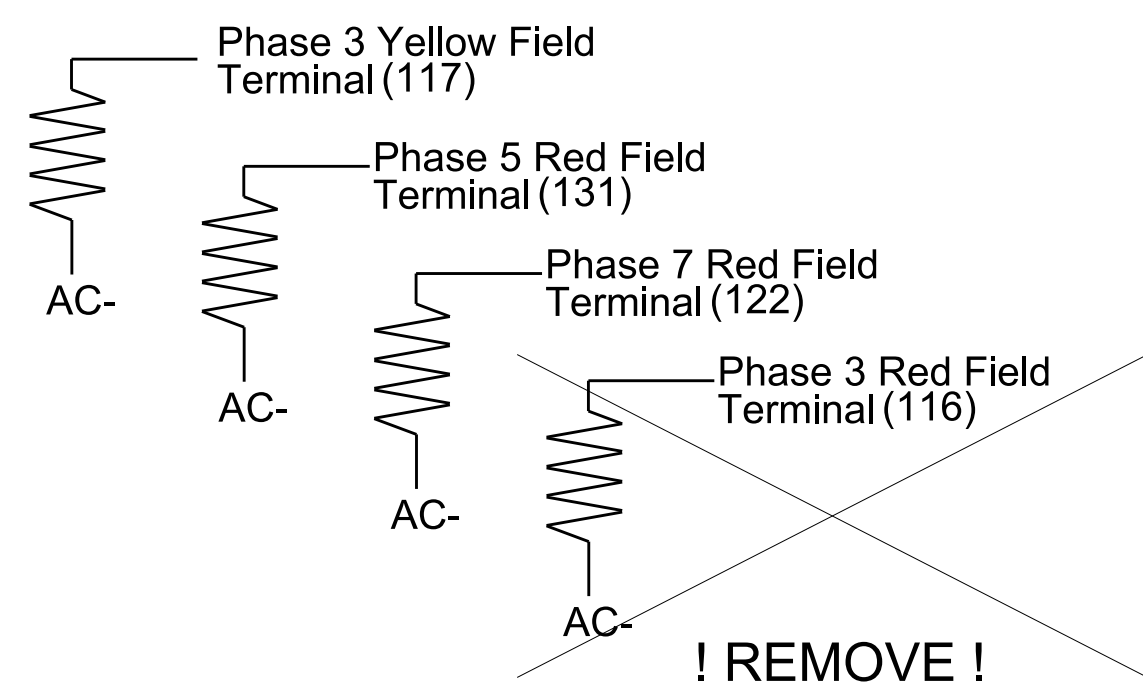 Phase 3 Yellow Field
Terminal (117)
AC-
Phase 5 Red Field
Terminal (131)
AC-
Phase 7 Red Field
Terminal (122)
AC-
Phase 3 Red Field
Terminal (116)
AC-
! REMOVE !